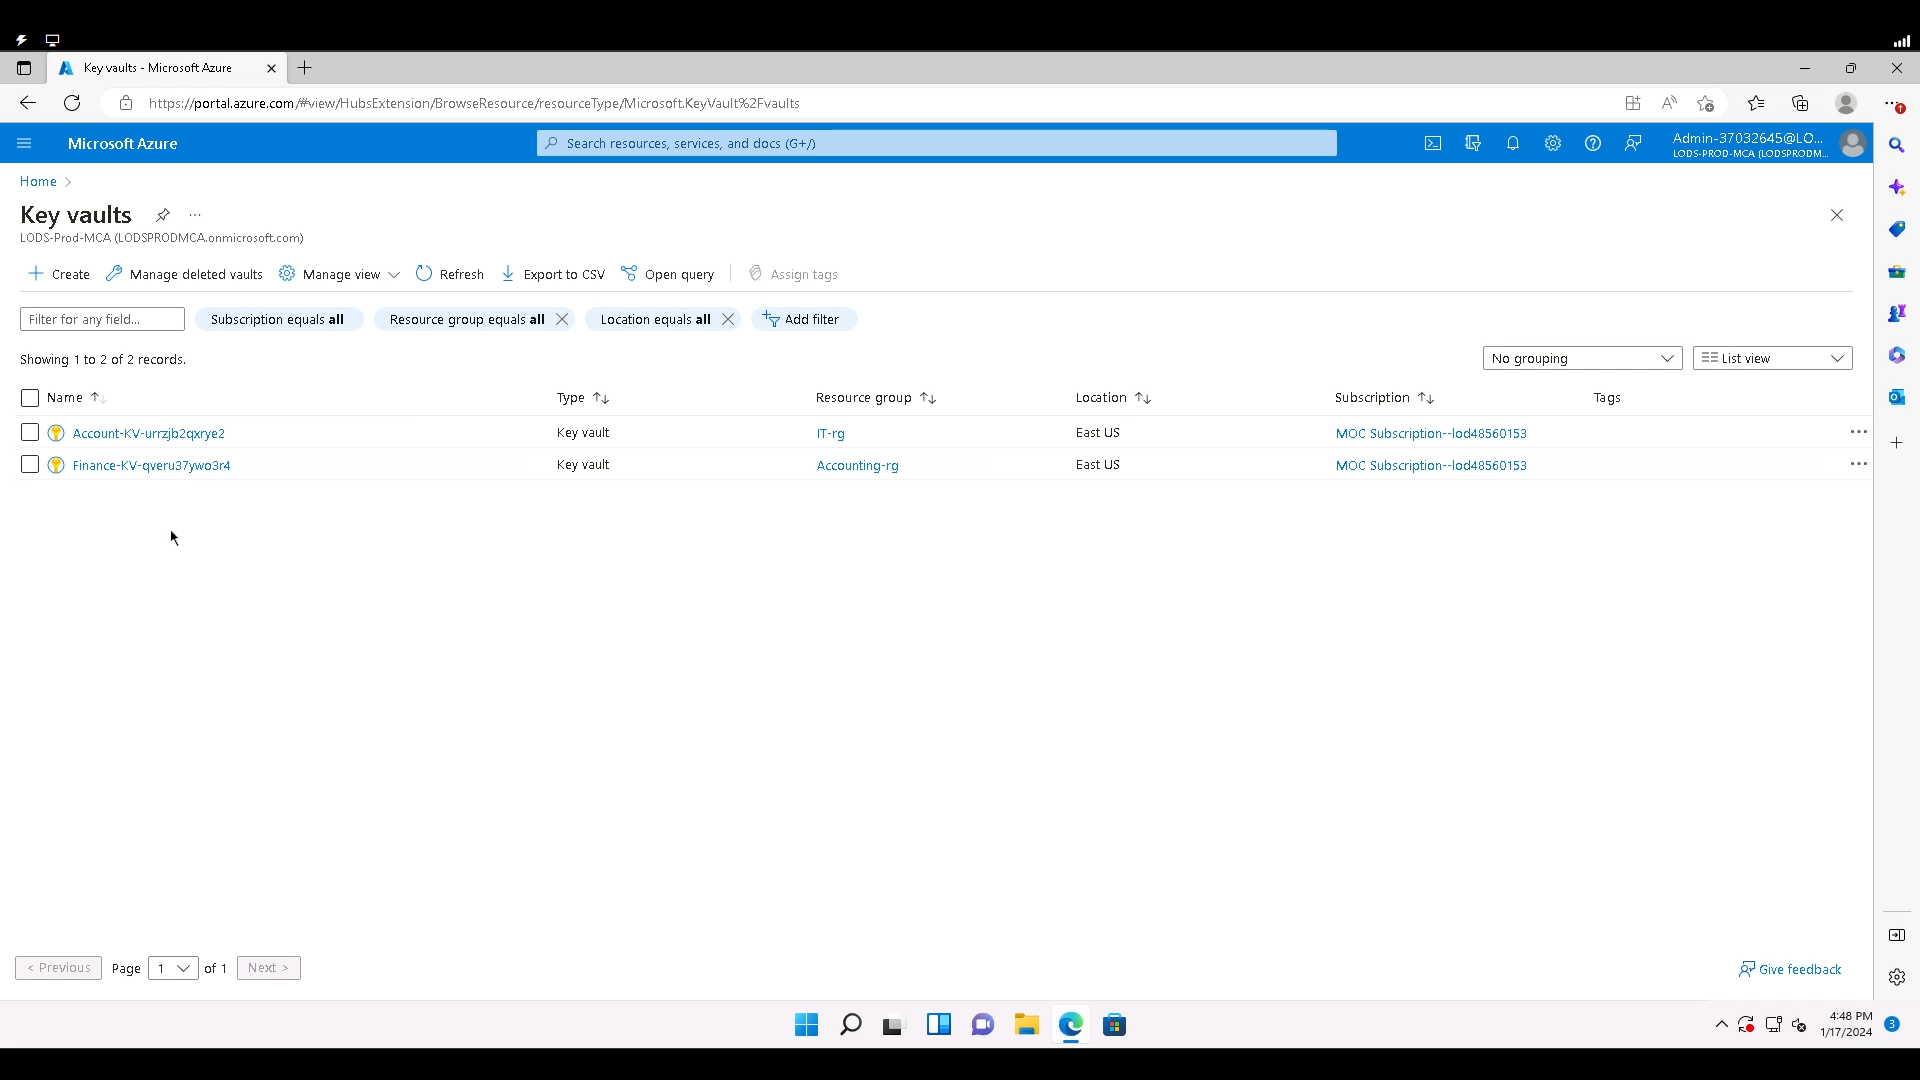 Key vaults - Microsoft Azure
https://portal.azure.com/#view/HubsExtension/BrowseResource/resourceType/Microsoft.KeyVault%2Fvaults
Microsoft Azure
Search resources, services, and docs (G+/)
Admin-37032645@LO...
LODS-PROD-MCA (LODSPRODM...
Home >
Key vaults
LODS-Prod-MCA (LODSPRODMCA.onmicrosoft.com)
Create Manage deleted vaults Manage view Refresh Export to CSV Open query Assign tags
Filter for any field... Subscription equals all Resource group equals all Location equals all Add filter
Showing 1 to 2 of 2 records.
No grouping List view
Name Type Resource group Location Subscription Tags
Account-KV-urrzjb2qxrye2 Key vault IT-rg East US MOC Subscription--lod48560153
Finance-KV-qveru37ywo3r4 Key vault Accounting-rg East US MOC Subscription--lod48560153
< Previous Page 1 of 1 Next >
Give feedback
4:48 PM
1/17/2024
3